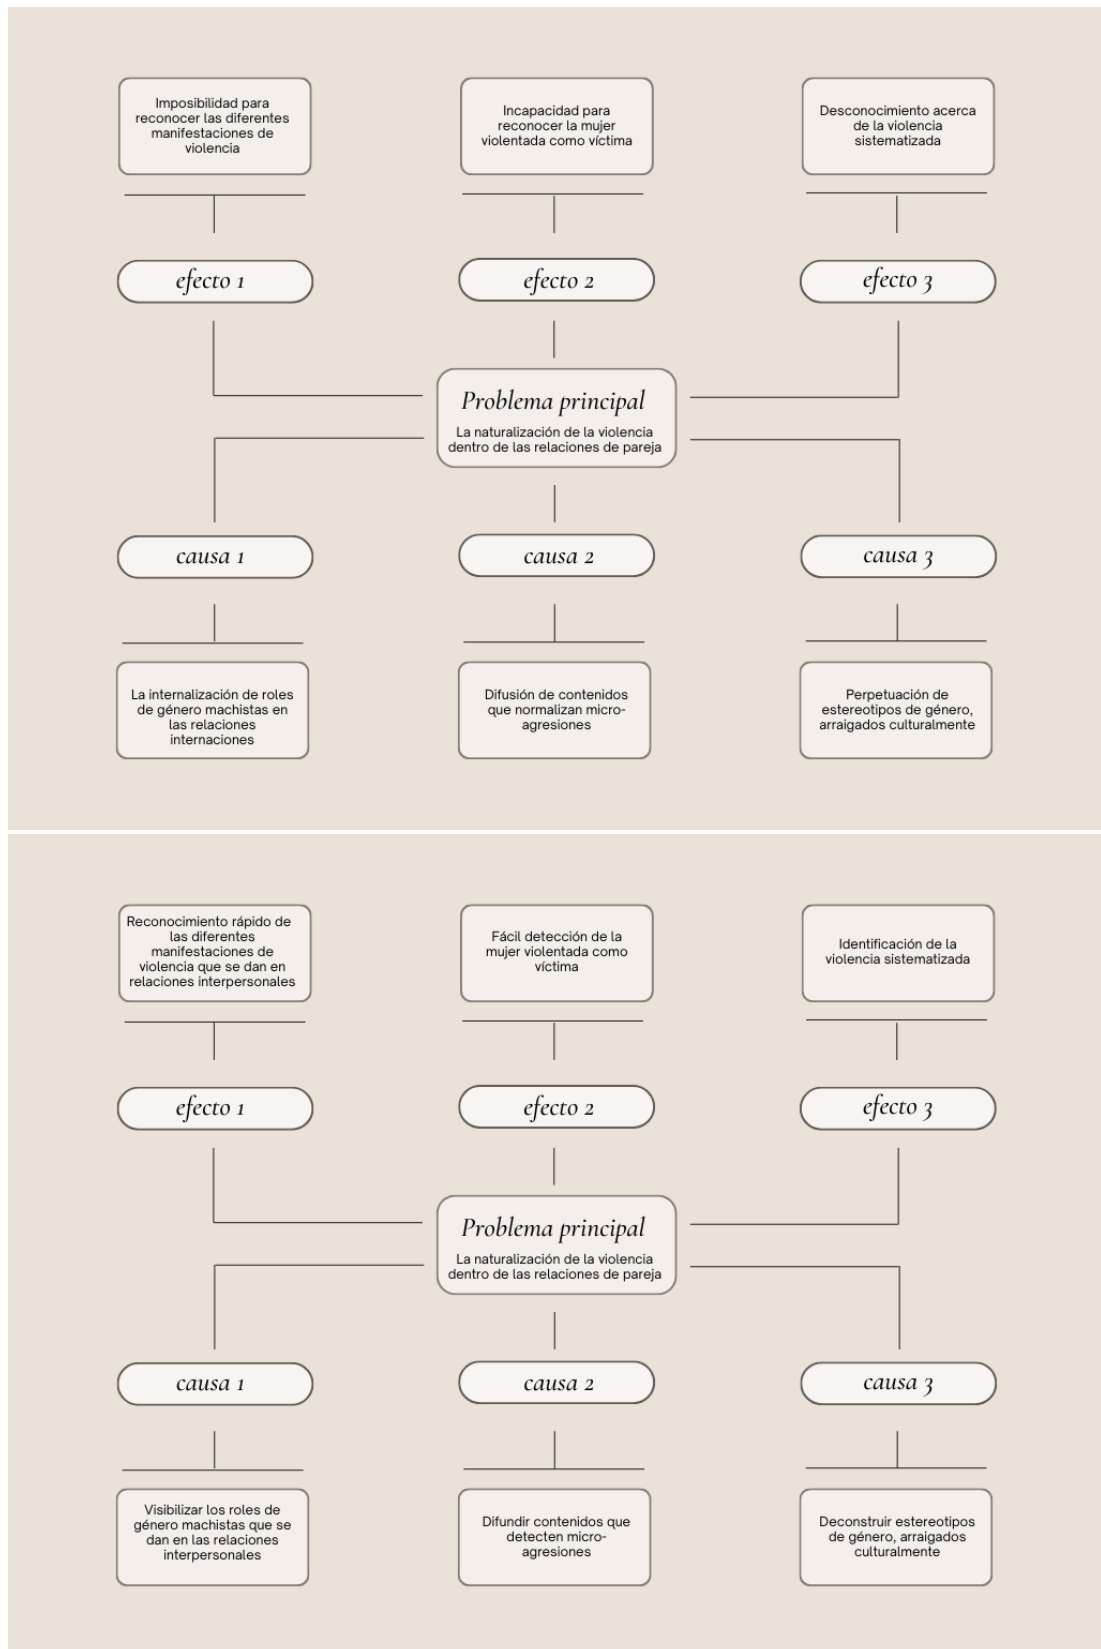 Imposibilidad para
reconocer las diferentes
manifestaciones de
violencia
Incapacidad para
reconocer la mujer
violentada como víctima
Desconocimiento acerca
de la violencia
sistematizada
efecto 1
efecto 2
efecto 3
Problema principal
La naturalización de la violencia
dentro de las relaciones de pareja
causa 1
causa 2
causa 3
La internalización de roles
de género machistas en
las relaciones
internaciones
Difusión de contenidos
que normalizan micro-
agresiones
Perpetuación de
estereotipos de género,
arraigados culturalmente
Reconocimiento rápido de
las diferentes
manifestaciones de
violencia que se dan en
relaciones interpersonales
Fácil detección de la
mujer violentada como
víctima
Identificación de la
violencia sistematizada
efecto 1
efecto 2
efecto 3
Problema principal
La naturalización de la violencia
dentro de las relaciones de pareja
causa 1
causa 2
causa 3
Visibilizar los roles de
género machistas que se
dan en las relaciones
interpersonales
Difundir contenidos que
detecten micro-
agresiones
Deconstruir estereotipos
de género, arraigados
culturalmente